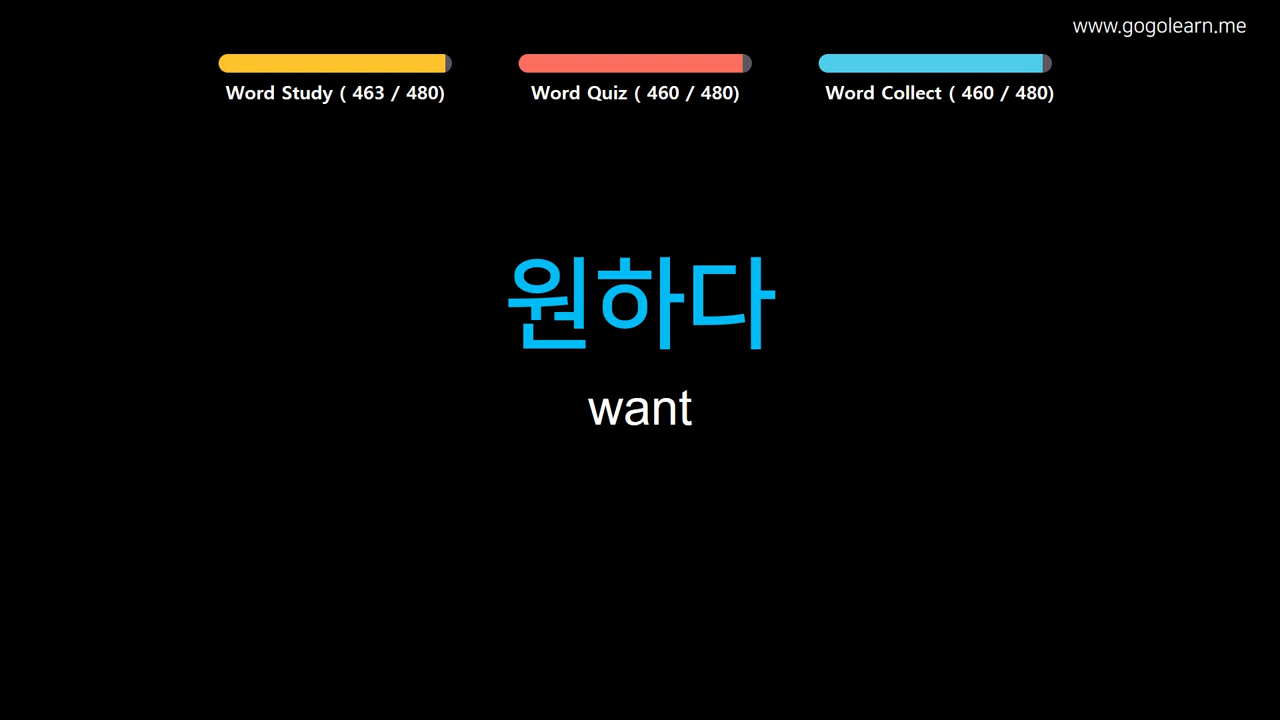 www.gogolearn.me
Word Study ( 463 / 480)
Word Quiz ( 460 / 480)
Word Collect ( 460 / 480)
원하다
want